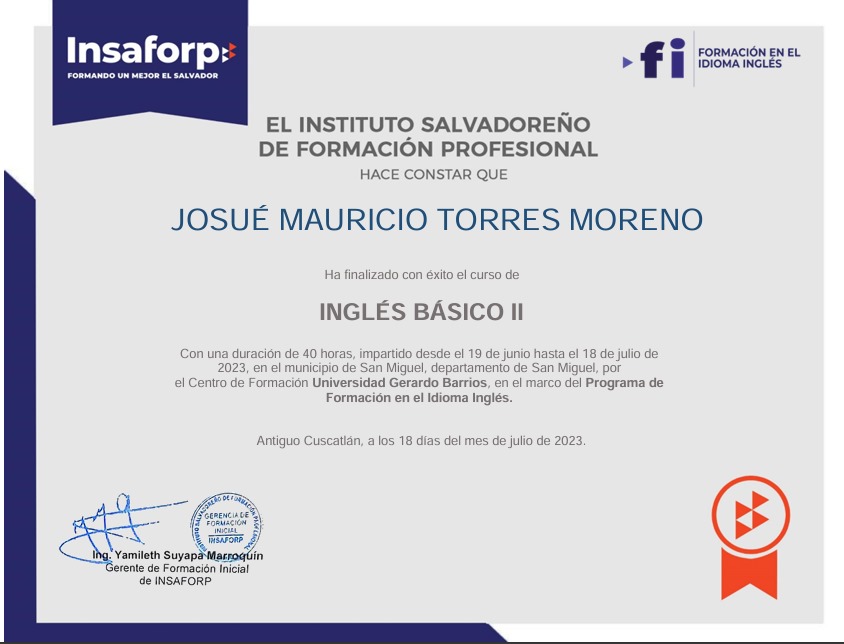 Insaforp
FORMANDO UN MEJOR EL SALVADOR
fi
FORMACIÓN EN EL
IDIOMA INGLÉS
EL INSTITUTO SALVADOREÑO
DE FORMACIÓN PROFESIONAL
HACE CONSTAR QUE
JOSUÉ MAURICIO TORRES MORENO
Ha finalizado con éxito el curso de
INGLÉS BÁSICO II
Con una duración de 40 horas, impartido desde el 19 de junio hasta el 18 de julio de
2023, en el municipio de San Miguel, departamento de San Miguel, por
el Centro de Formación Universidad Gerardo Barrios, en el marco del Programa de
Formación en el Idioma Inglés.
Antiguo Cuscatlán, a los 18 días del mes de julio de 2023.
INSTITUTO SALVADOREÑO DE FORMACIÓN PROFESIONAL
GERENCIA DE
FORMACIÓN
INICIAL
INSAFORP
Ing. Yamileth Suyapa Marroquín
Gerente de Formación Inicial
de INSAFORP